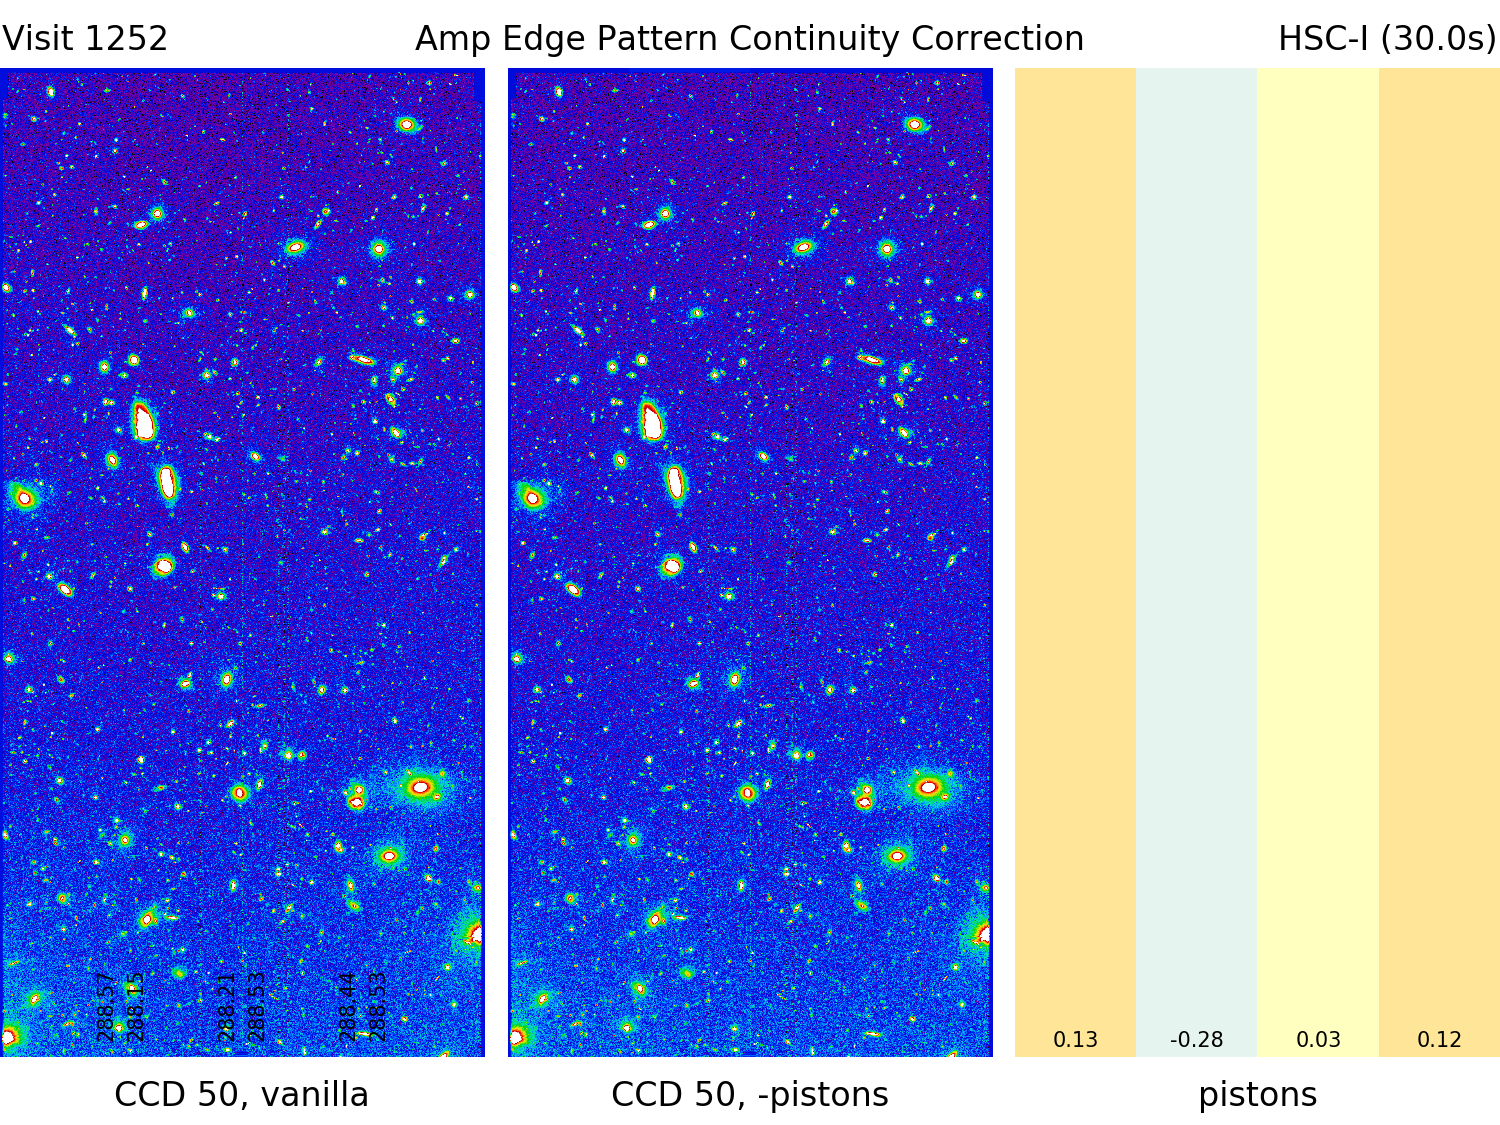 Visit 1252 Amp Edge Pattern Continuity Correction HSC-I (30.0s)
288.57 288.15 288.21 288.53 288.44 288.53
0.13 -0.28 0.03 0.12
CCD 50, vanilla CCD 50, -pistons pistons